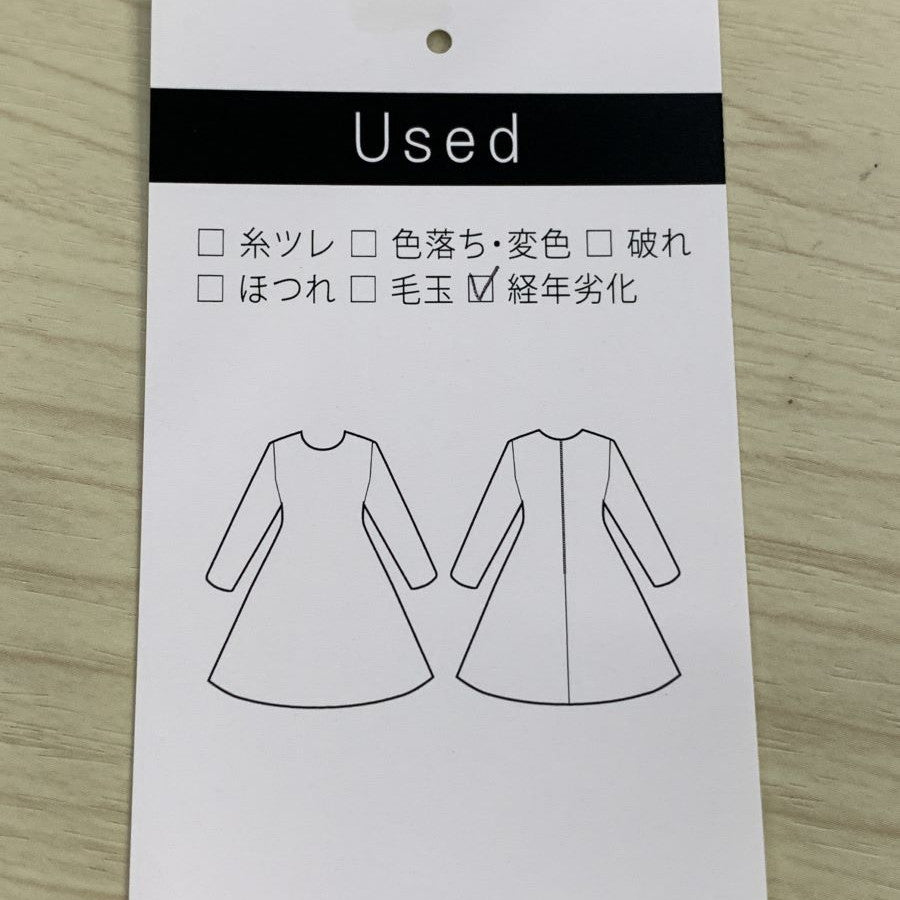 Used
□ 糸ツレ □ 色落ち・変色 □ 破れ
□ ほつれ □ 毛玉 ☑ 経年劣化